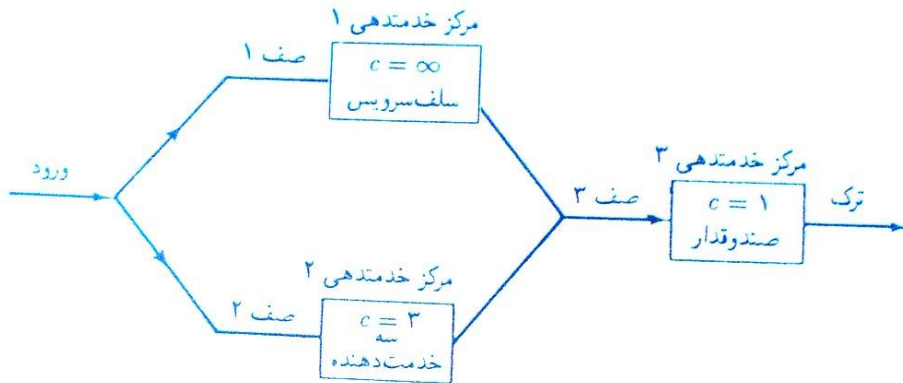 مرکز خدمتدهی ۱
صف ۱
c = ∞
سلف‌سرویس
ورود
مرکز خدمتدهی ۳
صف ۳
c = ۱
صندوقدار
ترک
مرکز خدمتدهی ۲
صف ۲
c = ۳
سه
خدمت‌دهنده